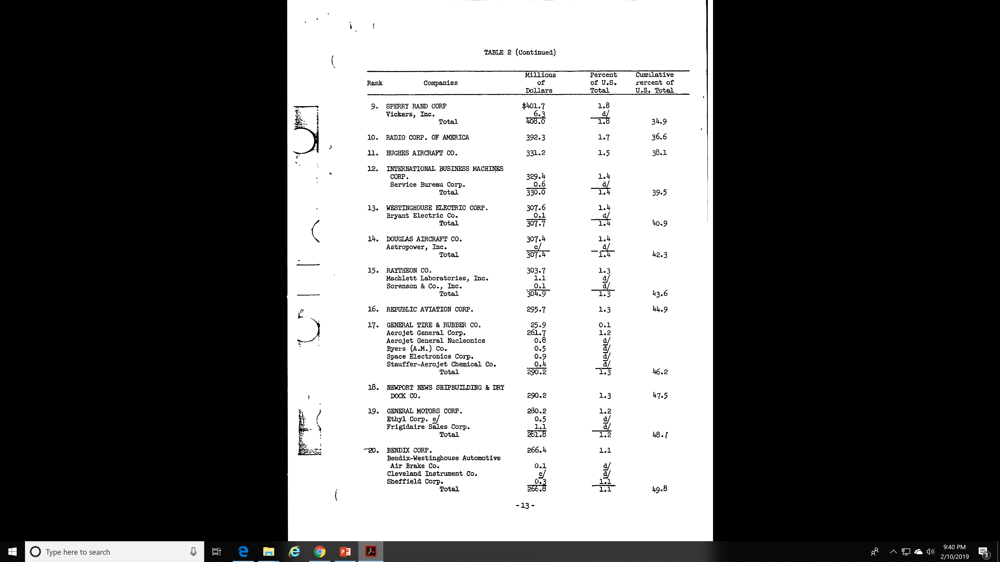 TABLE 2 (Continued)
Rank Companies Millions of Dollars Percent of U.S. Total Cumulative Percent of U.S. Total
9. SPERRY RAND CORP $401.7 1.8
Vickers, Inc. 6.3 d/
Total 408.0 1.8 34.9
10. RADIO CORP. OF AMERICA 392.3 1.7 36.6
11. HUGHES AIRCRAFT CO. 331.2 1.5 38.1
12. INTERNATIONAL BUSINESS MACHINES
CORP. 329.4 1.4
Service Bureau Corp. 0.6 d/
Total 330.0 1.4 39.5
13. WESTINGHOUSE ELECTRIC CORP. 307.6 1.4
Bryant Electric Co. 0.1 d/
Total 307.7 1.4 40.9
14. DOUGLAS AIRCRAFT CO. 307.4 1.4
Astropower, Inc. c/ d/
Total 307.4 1.4 42.3
15. RAYTHEON CO. 303.7 1.3
Machlett Laboratories, Inc. 1.1 d/
Sorenson & Co., Inc. 0.1 d/
Total 304.9 1.3 43.6
16. REPUBLIC AVIATION CORP. 295.7 1.3 44.9
17. GENERAL TIRE & RUBBER CO. 25.9 0.1
Aerojet General Corp. 261.7 1.2
Aerojet General Nucleonics 0.8 d/
Byers (A.M.) Co. 0.5 d/
Space Electronics Corp. 0.9 d/
Stauffer-Aerojet Chemical Co. 0.4 d/
Total 290.2 1.3 46.2
18. NEWPORT NEWS SHIPBUILDING & DRY
DOCK CO. 290.2 1.3 47.5
19. GENERAL MOTORS CORP. 280.2 1.2
Ethyl Corp. e/ 0.5 d/
Frigidaire Sales Corp. 1.1 d/
Total 281.8 1.2 48.7
20. BENDIX CORP. 266.4 1.1
Bendix-Westinghouse Automotive
Air Brake Co. 0.1 d/
Cleveland Instrument Co. c/ d/
Sheffield Corp. 0.3 1.1
Total 266.8 1.1 49.8
-13-
Type here to search
9:40 PM
2/10/2019
3